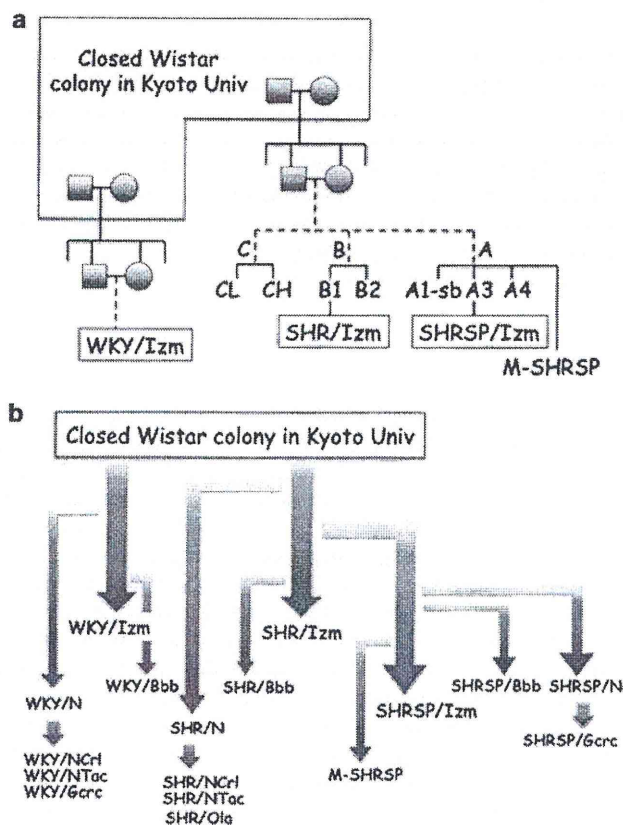 a
Closed Wistar
colony in Kyoto Univ
C
B
A
CL
CH
B1
B2
A1-sb
A3
A4
WKY/Izm
SHR/Izm
SHRSP/Izm
M-SHRSP
b
Closed Wistar colony in Kyoto Univ
WKY/Izm
SHR/Izm
WKY/N
WKY/Bbb
SHR/Bbb
SHRSP/Bbb
SHRSP/N
SHR/N
SHRSP/Izm
WKY/NCrl
WKY/NTac
WKY/Gcrc
SHR/NCrl
SHR/NTac
SHR/Ola
M-SHRSP
SHRSP/Gcrc